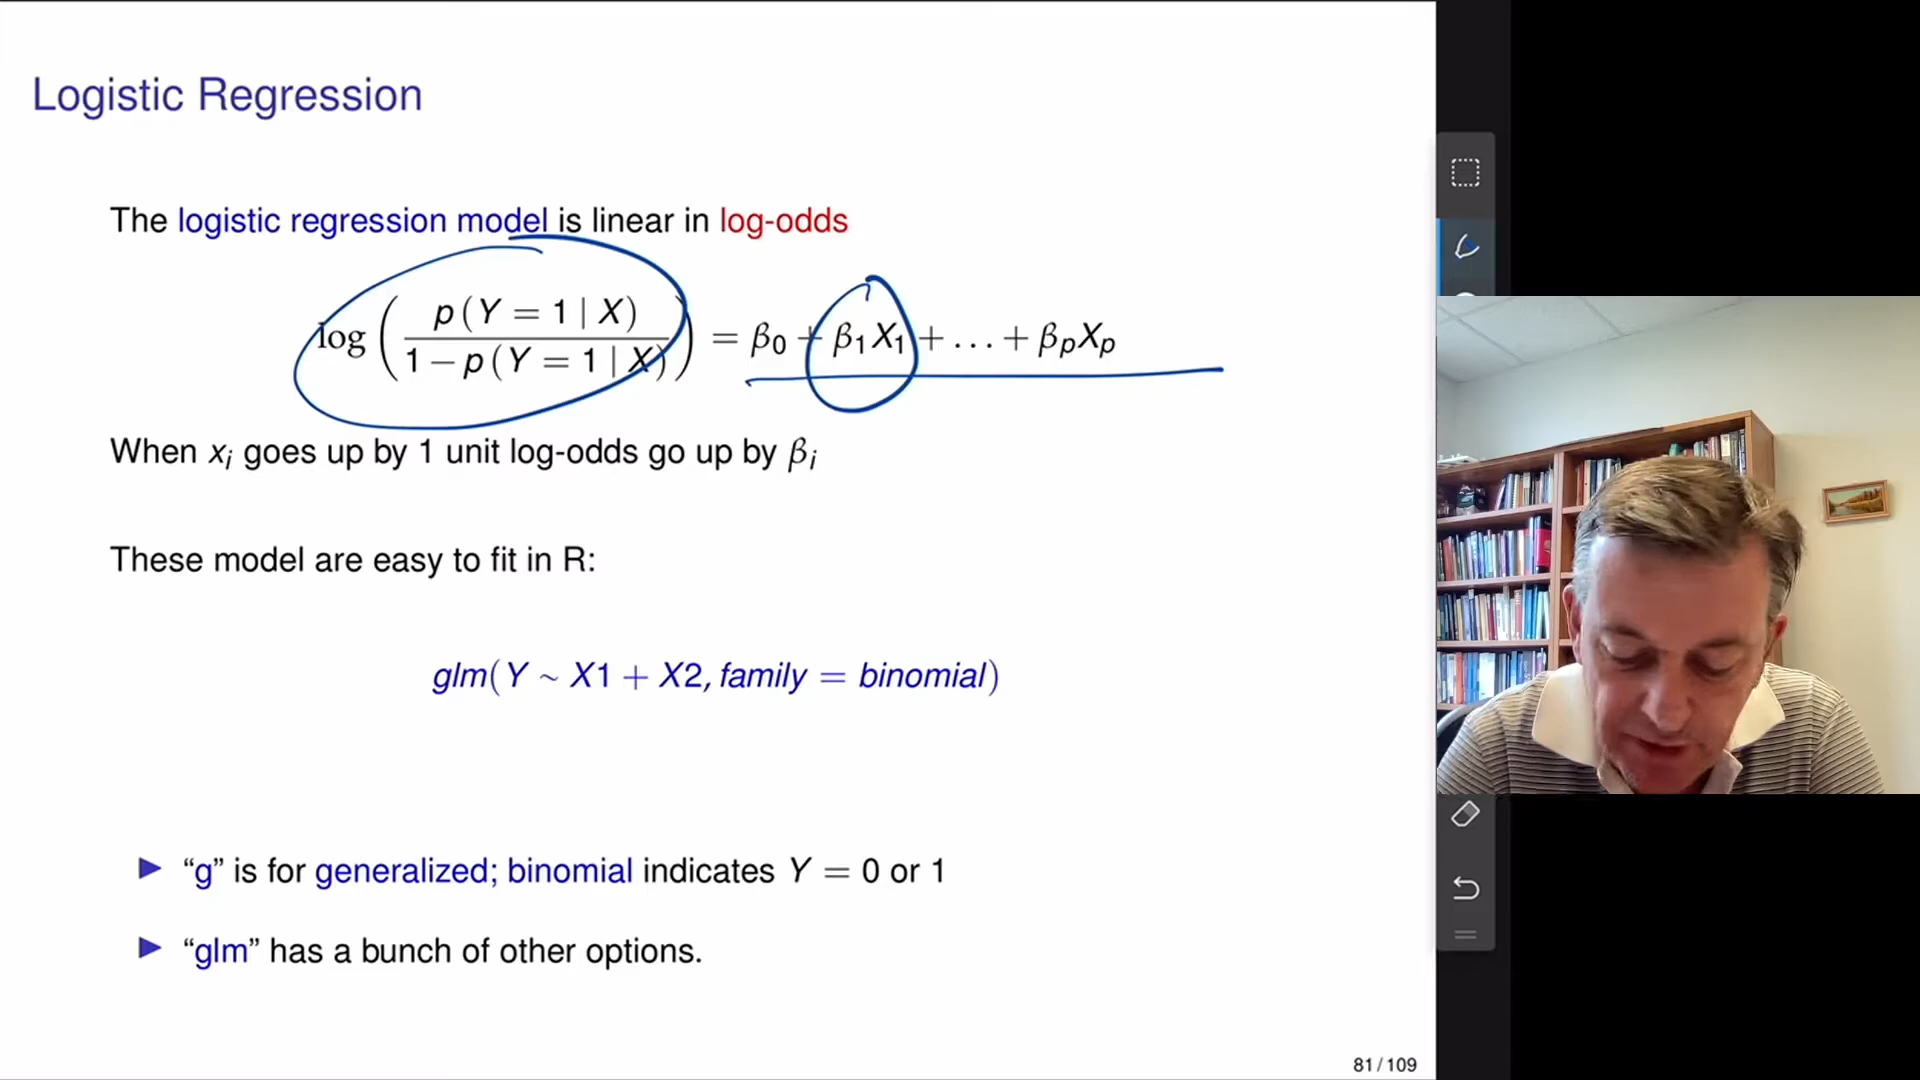 Logistic Regression
The logistic regression model is linear in log-odds
log ( p(Y = 1 | X) / 1 − p(Y = 1 | X) ) = β0 + β1X1 + … + βpXp
When xi goes up by 1 unit log-odds go up by βi
These model are easy to fit in R:
glm(Y ~ X1 + X2, family = binomial)
▶ “g” is for generalized; binomial indicates Y = 0 or 1
▶ “glm” has a bunch of other options.
81 / 109